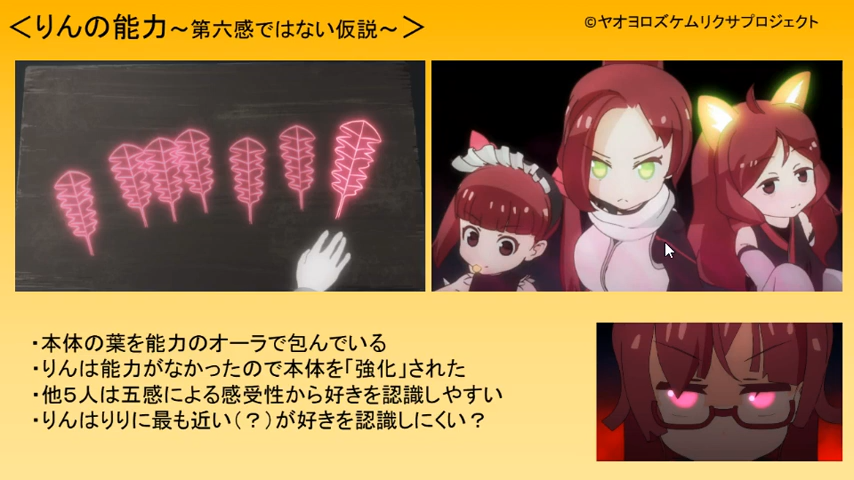 ＜りんの能力～第六感ではない仮説～＞
©ヤオヨロズケムリクサプロジェクト
・本体の葉を能力のオーラで包んでいる
・りんは能力がなかったので本体を「強化」された
・他５人は五感による感受性から好きを認識しやすい
・りんはりりに最も近い（？）が好きを認識しにくい？